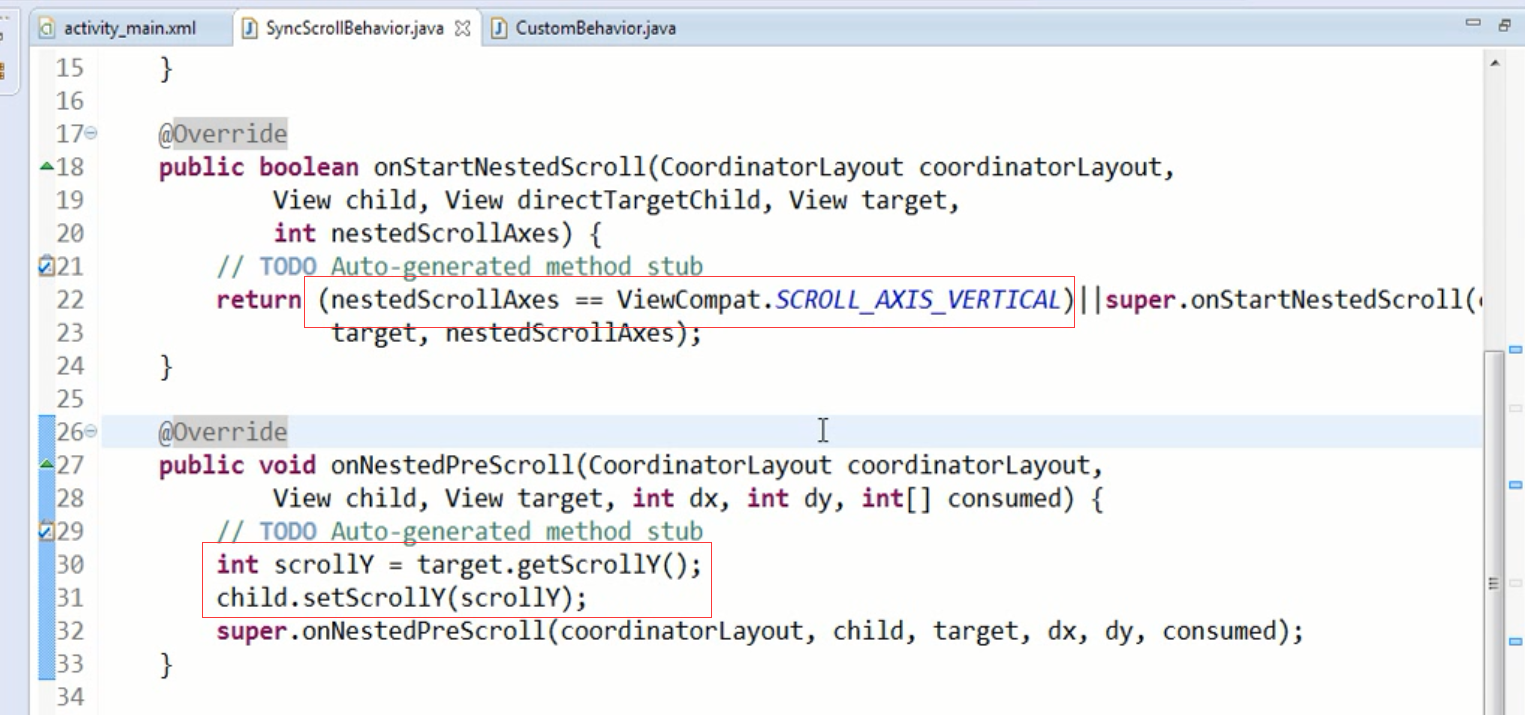 activity_main.xml SyncScrollBehavior.java CustomBehavior.java
15 }
16
17 @Override
18 public boolean onStartNestedScroll(CoordinatorLayout coordinatorLayout,
19 View child, View directTargetChild, View target,
20 int nestedScrollAxes) {
21 // TODO Auto-generated method stub
22 return (nestedScrollAxes == ViewCompat.SCROLL_AXIS_VERTICAL)||super.onStartNestedScroll(
23 target, nestedScrollAxes);
24 }
25
26 @Override
27 public void onNestedPreScroll(CoordinatorLayout coordinatorLayout,
28 View child, View target, int dx, int dy, int[] consumed) {
29 // TODO Auto-generated method stub
30 int scrollY = target.getScrollY();
31 child.setScrollY(scrollY);
32 super.onNestedPreScroll(coordinatorLayout, child, target, dx, dy, consumed);
33 }
34